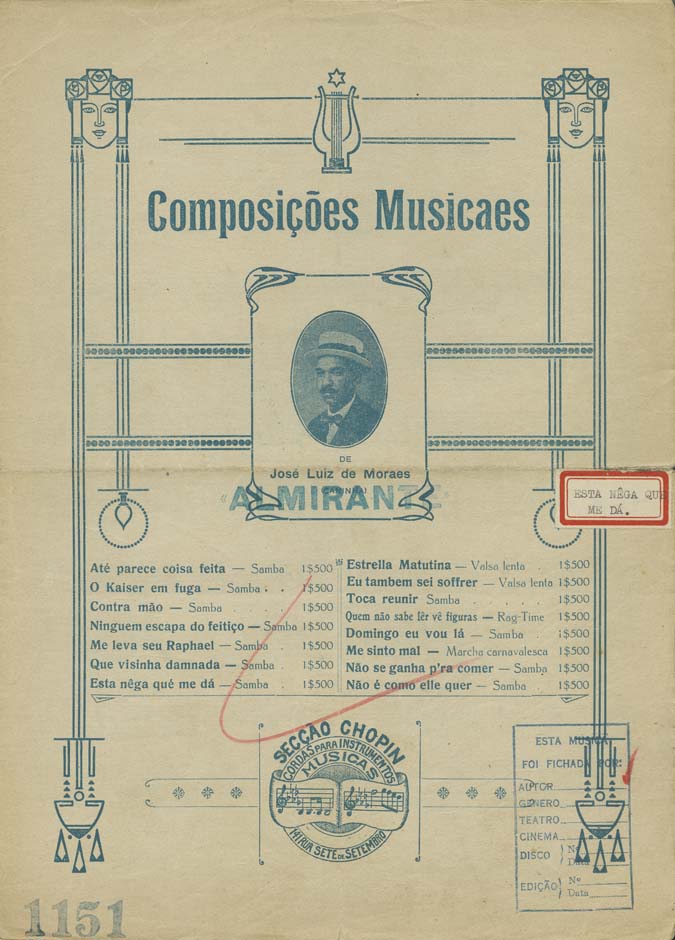 Composições Musicaes
DE
José Luiz de Moraes
(CANINHA)
«ALMIRANTE»
ESTA NÊGA QUE
ME DÁ.
Até parece coisa feita — Samba 1$500
O Kaiser em fuga — Samba . . 1$500
Contra mão — Samba . . . 1$500
Ninguem escapa do feitiço — Samba 1$500
Me leva seu Raphael — Samba . 1$500
Que visinha damnada — Samba . 1$500
Esta nêga qué me dá — Samba . 1$500
Estrella Matutina — Valsa lenta . 1$500
Eu tambem sei soffrer — Valsa lenta 1$500
Toca reunir Samba . . . . 1$500
Quem não sabe lêr vê figuras — Rag-Time 1$500
Domingo eu vou lá — Samba . 1$500
Me sinto mal — Marcha carnavalesca 1$500
Não se ganha p'ra comer — Samba 1$500
Não é como elle quer — Samba . 1$500
SECÇÃO CHOPIN
CORDAS PARA INSTRUMENTOS
MUSICAS
141 RUA SETE DE SETEMBRO
ESTA MUSICA
FOI FICHADA POR:
AUTOR
GENERO
TEATRO
CINEMA
DISCO Nº
Data
EDIÇÃO Nº
Data
1151